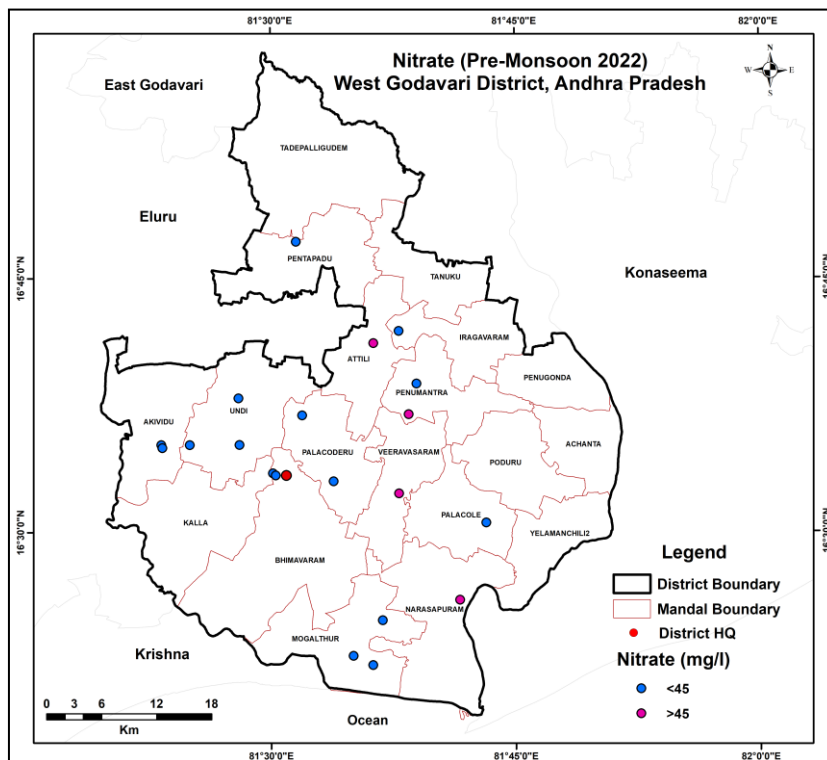 81°30'0"E
81°45'0"E
82°0'0"E
Nitrate (Pre-Monsoon 2022)
West Godavari District, Andhra Pradesh
N
W E
S
East Godavari
TADEPALLIGUDEM
Eluru
PENTAPADU
16°45'0"N
TANUKU
Konaseema
16°45'0"N
IRAGAVARAM
ATTILI
PENUGONDA
PENUMANTRA
UNDI
AKIVIDU
ACHANTA
PALACODERU
VEERAVASARAM
PODURU
PALACOLE
KALLA
16°30'0"N
YELAMANCHILI2
BHIMAVARAM
Legend
District Boundary
Mandal Boundary
District HQ
Nitrate (mg/l)
<45
>45
NARASAPURAM
MOGALTHUR
Krishna
0 3 6 12 18
Km
Ocean
81°30'0"E
81°45'0"E
82°0'0"E